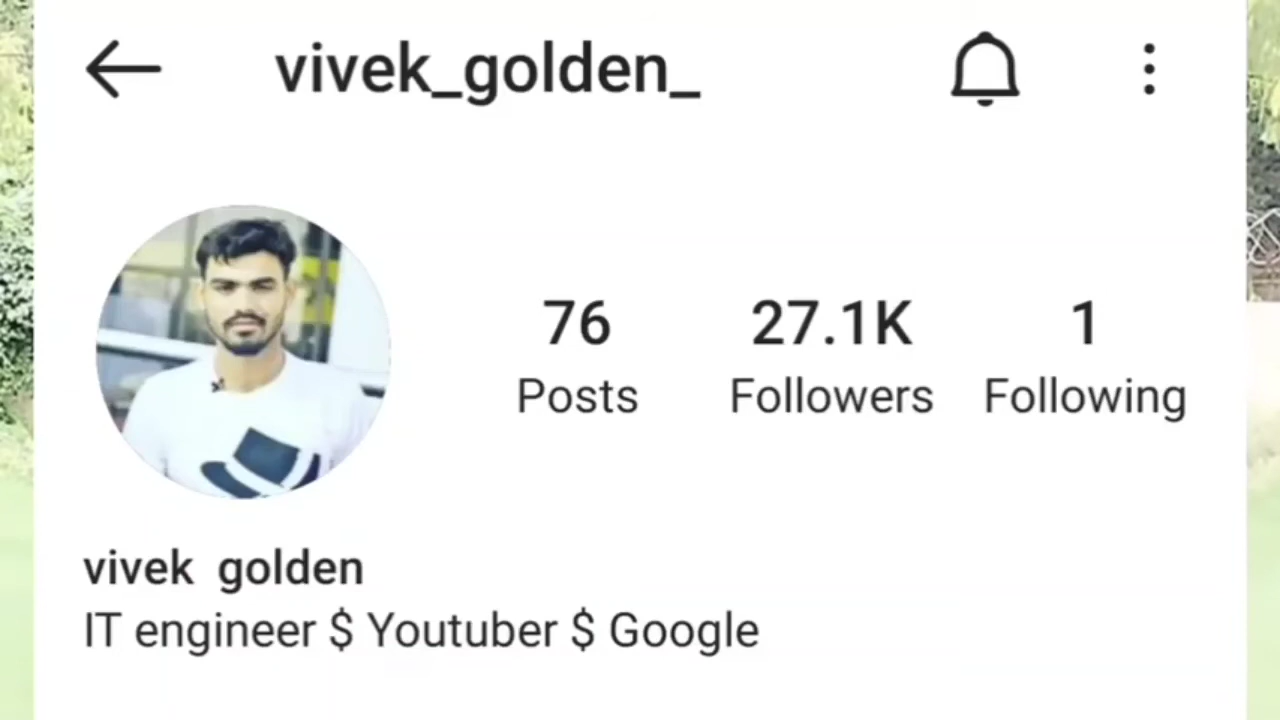 vivek_golden_
76 27.1K 1
Posts Followers Following
vivek golden
IT engineer $ Youtuber $ Google